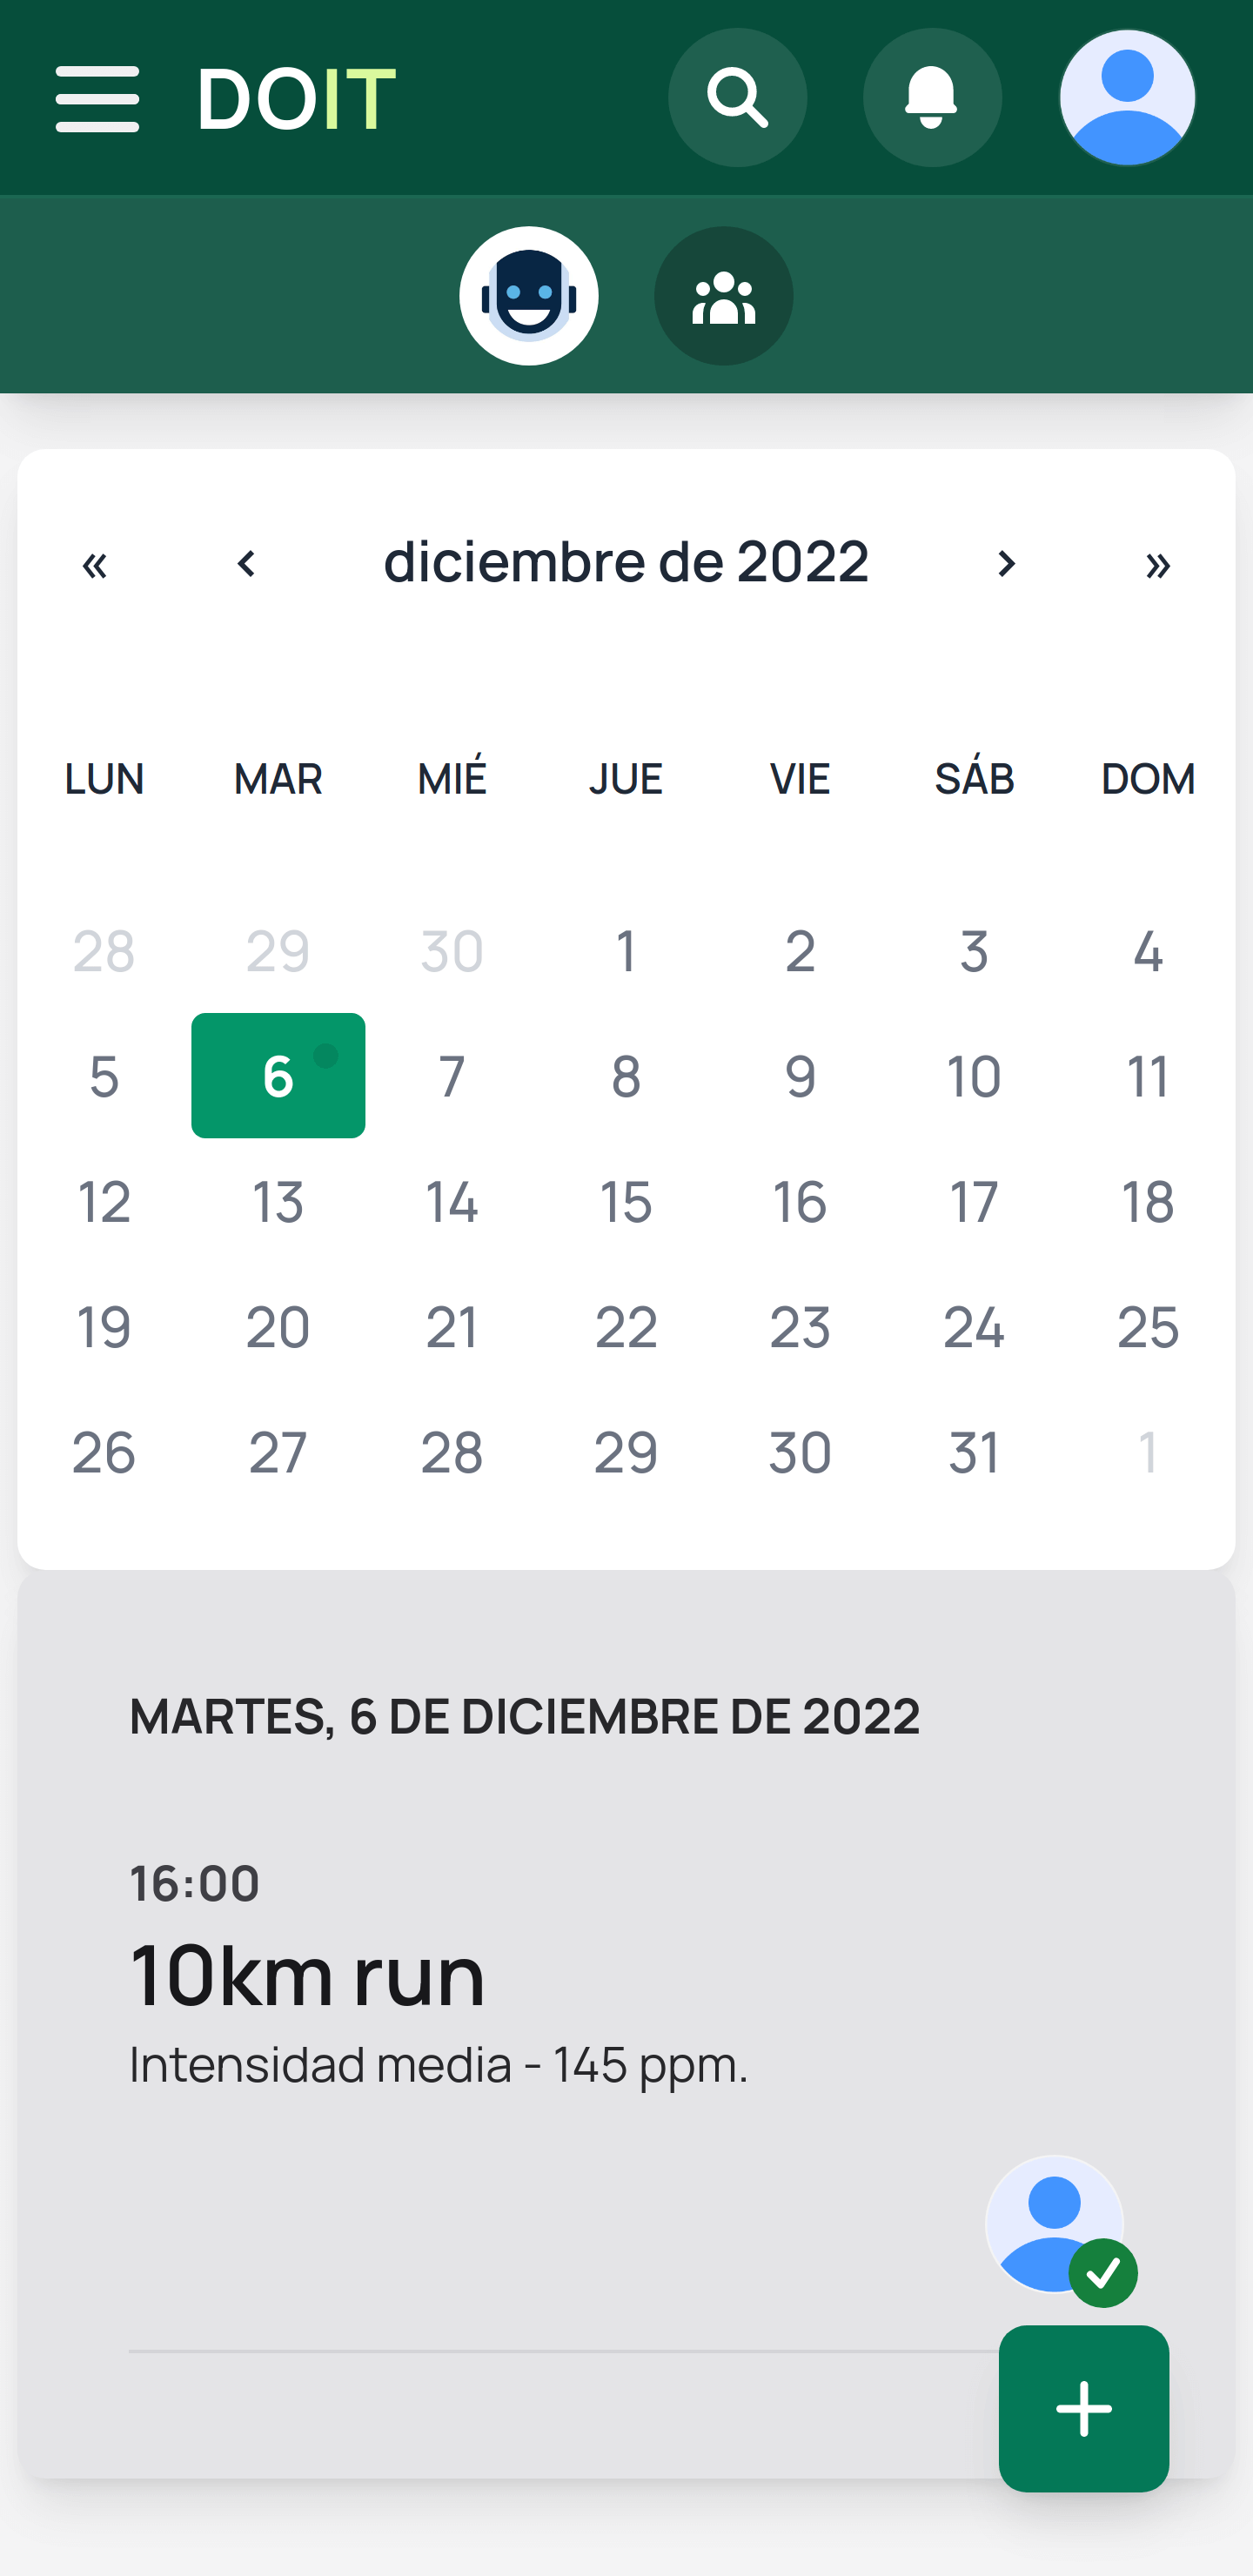 DOIT
« ‹ diciembre de 2022 › »
LUN MAR MIÉ JUE VIE SÁB DOM
28 29 30 1 2 3 4
5 6 7 8 9 10 11
12 13 14 15 16 17 18
19 20 21 22 23 24 25
26 27 28 29 30 31 1
MARTES, 6 DE DICIEMBRE DE 2022
16:00
10km run
Intensidad media - 145 ppm.